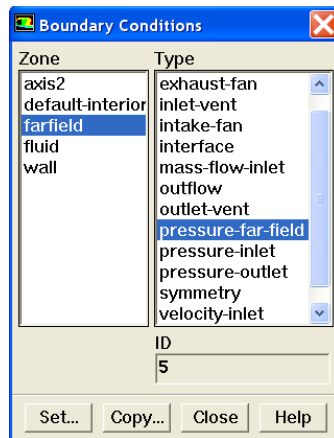 Boundary Conditions
Zone
axis2
default-interior
farfield
fluid
wall
Type
exhaust-fan
inlet-vent
intake-fan
interface
mass-flow-inlet
outflow
outlet-vent
pressure-far-field
pressure-inlet
pressure-outlet
symmetry
velocity-inlet
ID
5
Set... Copy... Close Help